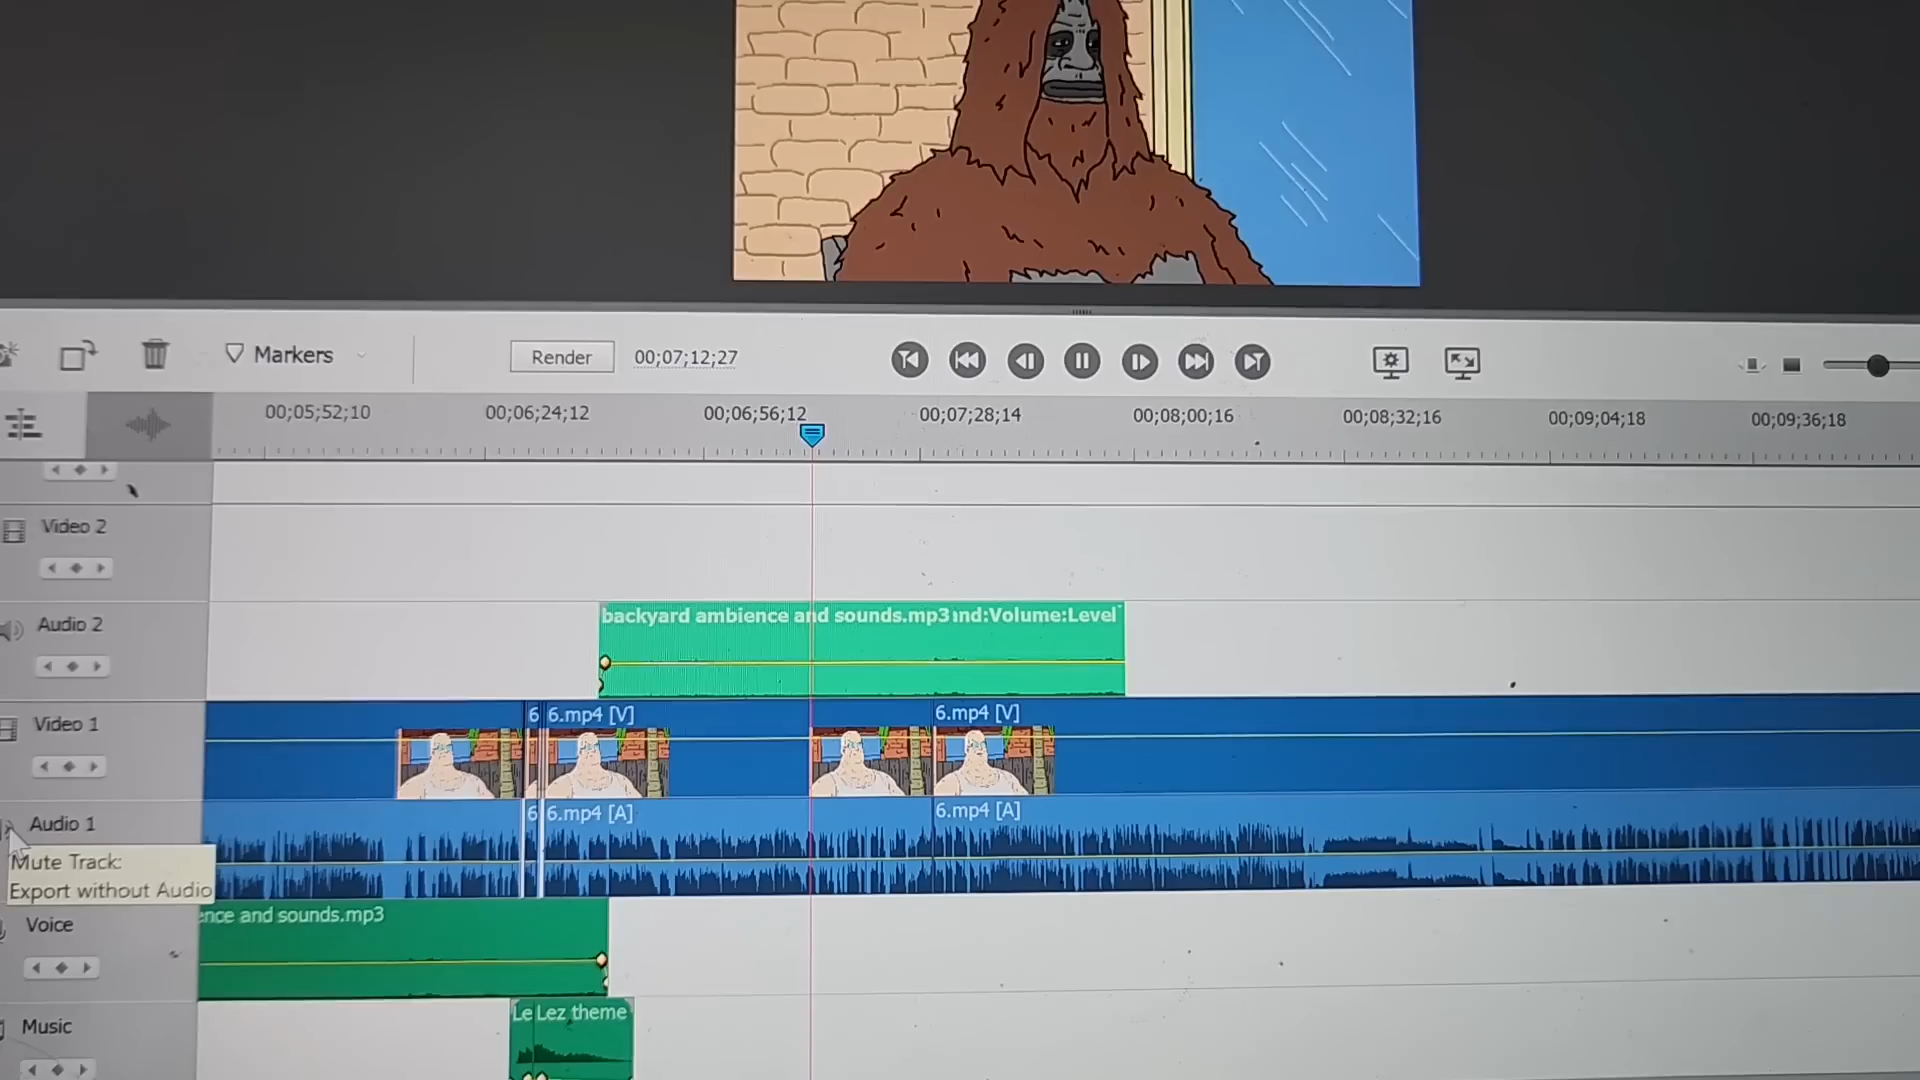 Markers
Render
00;07;12;27
00;05;52;10
00;06;24;12
00;06;56;12
00;07;28;14
00;08;00;16
00;08;32;16
00;09;04;18
00;09;36;18
Video 2
Audio 2
backyard ambience and sounds.mp3 ınd:Volume:Level
Video 1
6
6.mp4 [V]
6.mp4 [V]
Audio 1
6
6.mp4 [A]
6.mp4 [A]
Mute Track:
Export without Audio
Voice
ence and sounds.mp3
Music
Le
Lez theme